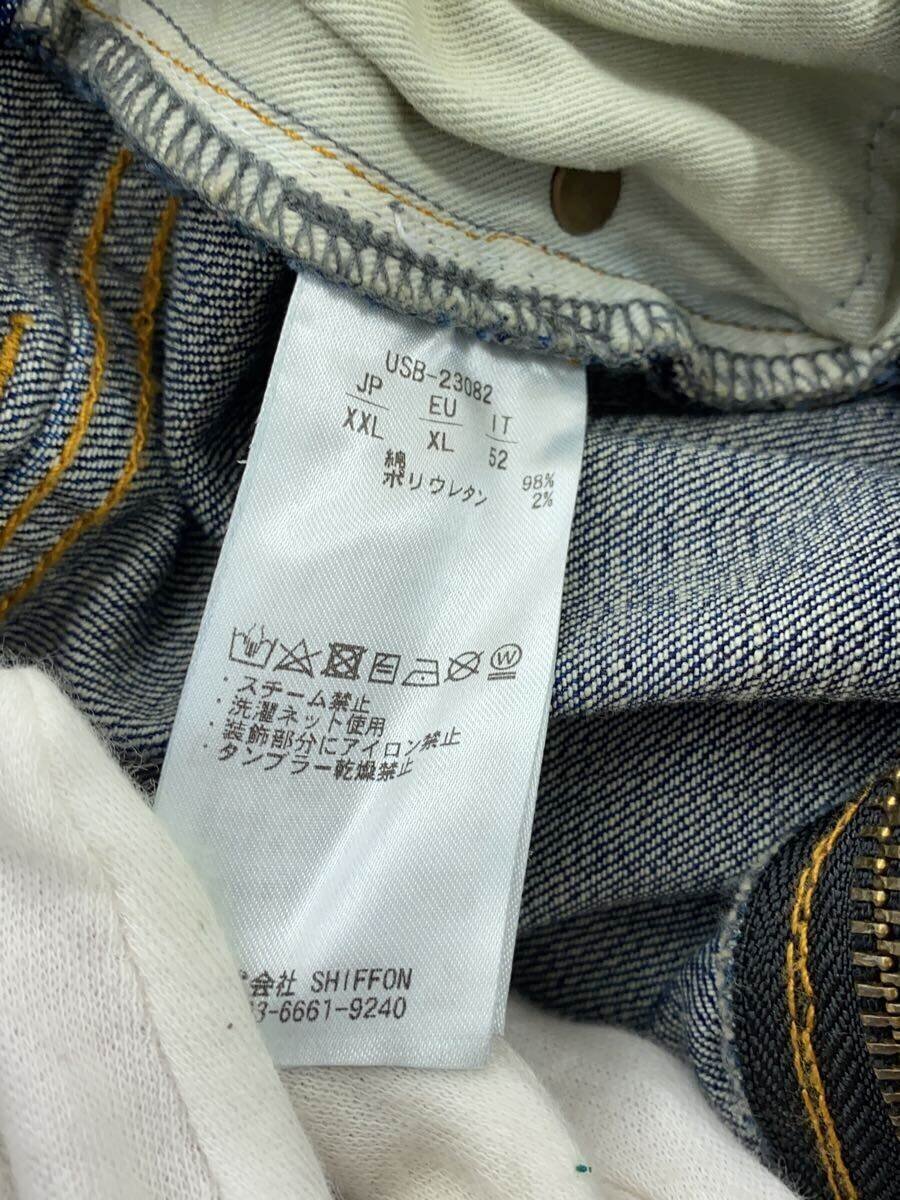 USB-23082
JP EU IT
XXL XL 52
綿 98%
ポリウレタン 2%
W
・スチーム禁止
・洗濯ネット使用
・装飾部分にアイロン禁止
・タンブラー乾燥禁止
会社 SHIFFON
3-6661-9240